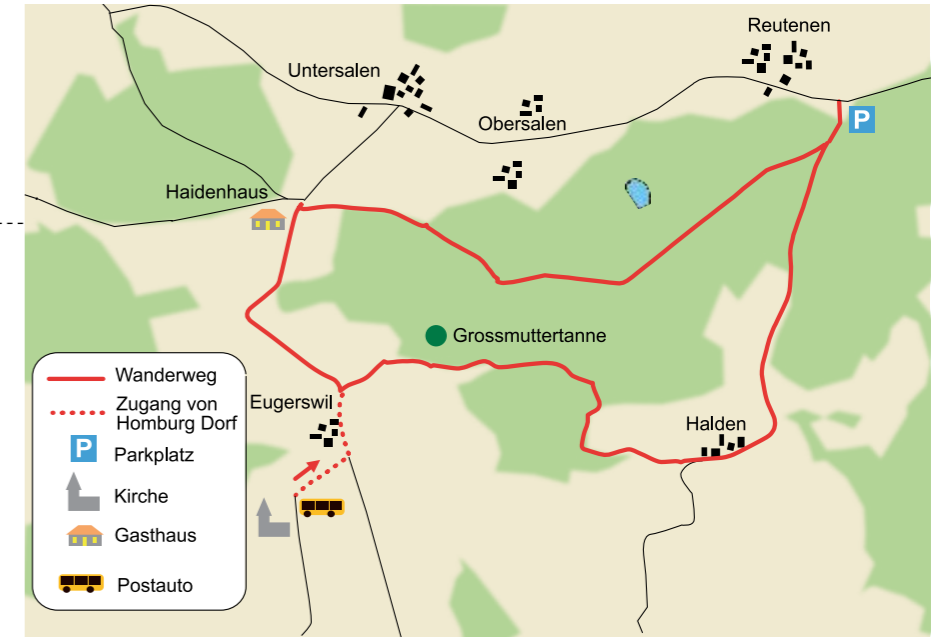 Reutenen
Untersalen
Obersalen
P
Haidenhaus
Grossmuttertanne
Wanderweg
Zugang von
Homburg Dorf
P
Parkplatz
Kirche
Gasthaus
Postauto
Eugerswil
Halden